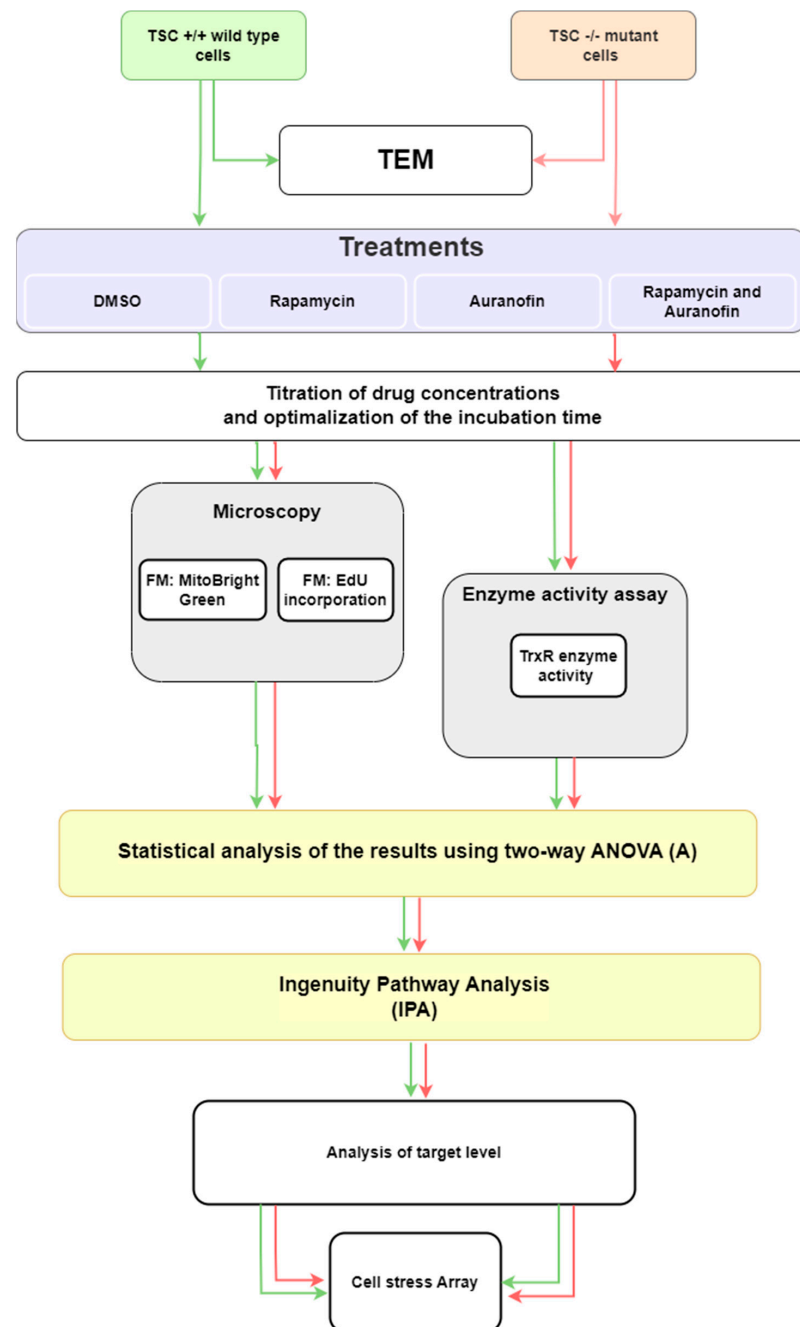 TSC +/+ wild type
cells
TSC -/- mutant
cells
TEM
Treatments
DMSO
Rapamycin
Auranofin
Rapamycin and
Auranofin
Titration of drug concentrations
and optimalization of the incubation time
Microscopy
FM: MitoBright
Green
FM: EdU
incorporation
Enzyme activity assay
TrxR enzyme
activity
Statistical analysis of the results using two-way ANOVA (A)
Ingenuity Pathway Analysis
(IPA)
Analysis of target level
Cell stress Array